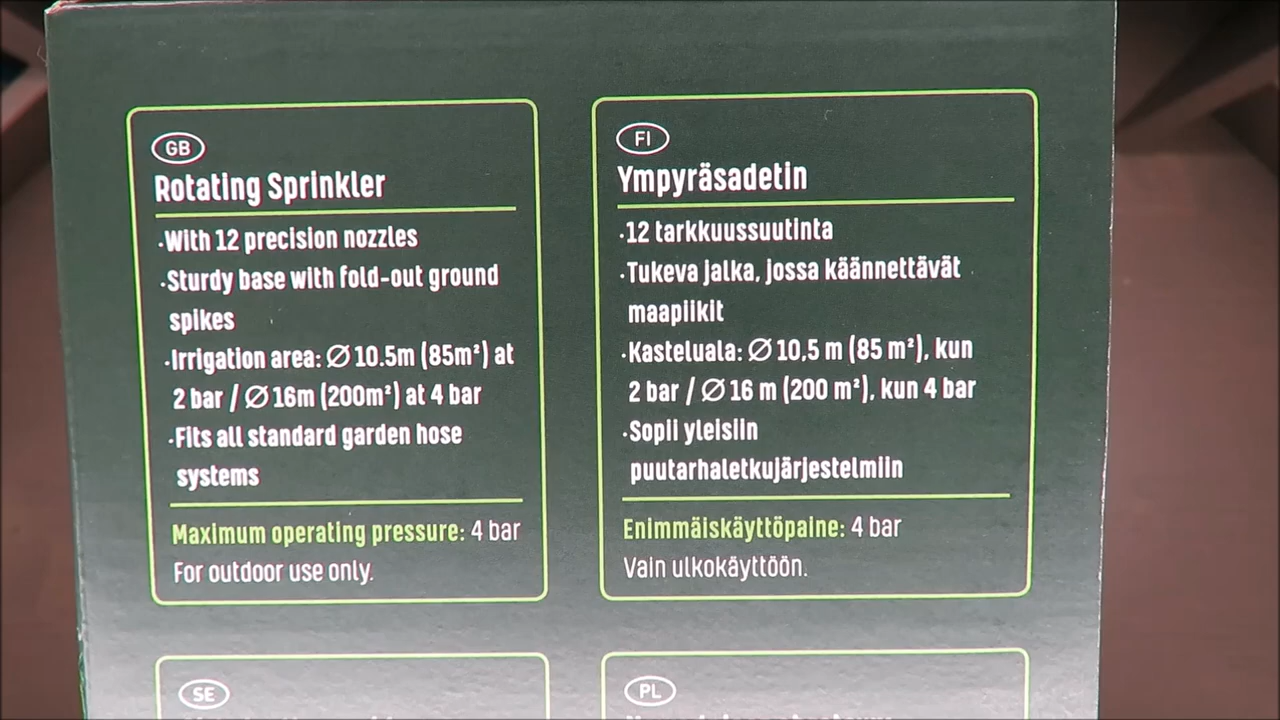 GB
Rotating Sprinkler
·With 12 precision nozzles
·Sturdy base with fold-out ground
spikes
·Irrigation area: Ø 10.5m (85m²) at
2 bar / Ø 16m (200m²) at 4 bar
·Fits all standard garden hose
systems
Maximum operating pressure: 4 bar
For outdoor use only.
FI
Ympyräsadetin
·12 tarkkuussuutinta
·Tukeva jalka, jossa käännettävät
maapiikit
·Kasteluala: Ø 10,5 m (85 m²), kun
2 bar / Ø 16 m (200 m²), kun 4 bar
·Sopii yleisiin
puutarhaletkujärjestelmiin
Enimmäiskäyttöpaine: 4 bar
Vain ulkokäyttöön.
SE
PL